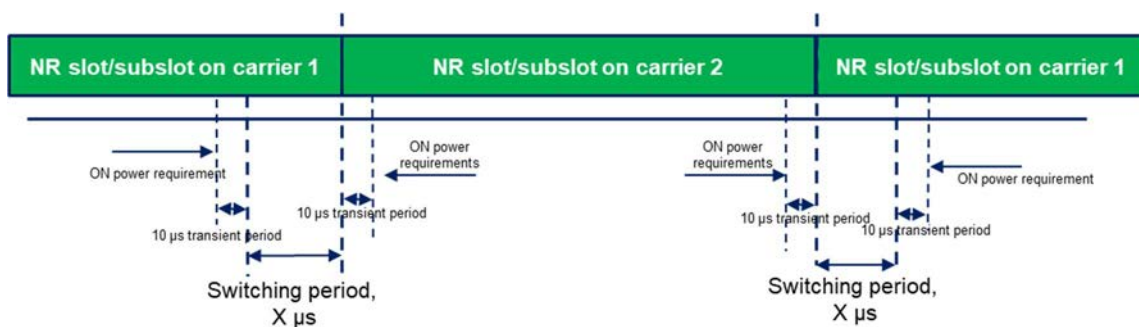 NR slot/subslot on carrier 1
NR slot/subslot on carrier 2
NR slot/subslot on carrier 1
ON power requirement
10 µs transient period
Switching period,
X µs
ON power
requirements
10 µs transient period
ON power
requirements
10 µs transient period
ON power requirement
10 µs transient period
Switching period,
X µs